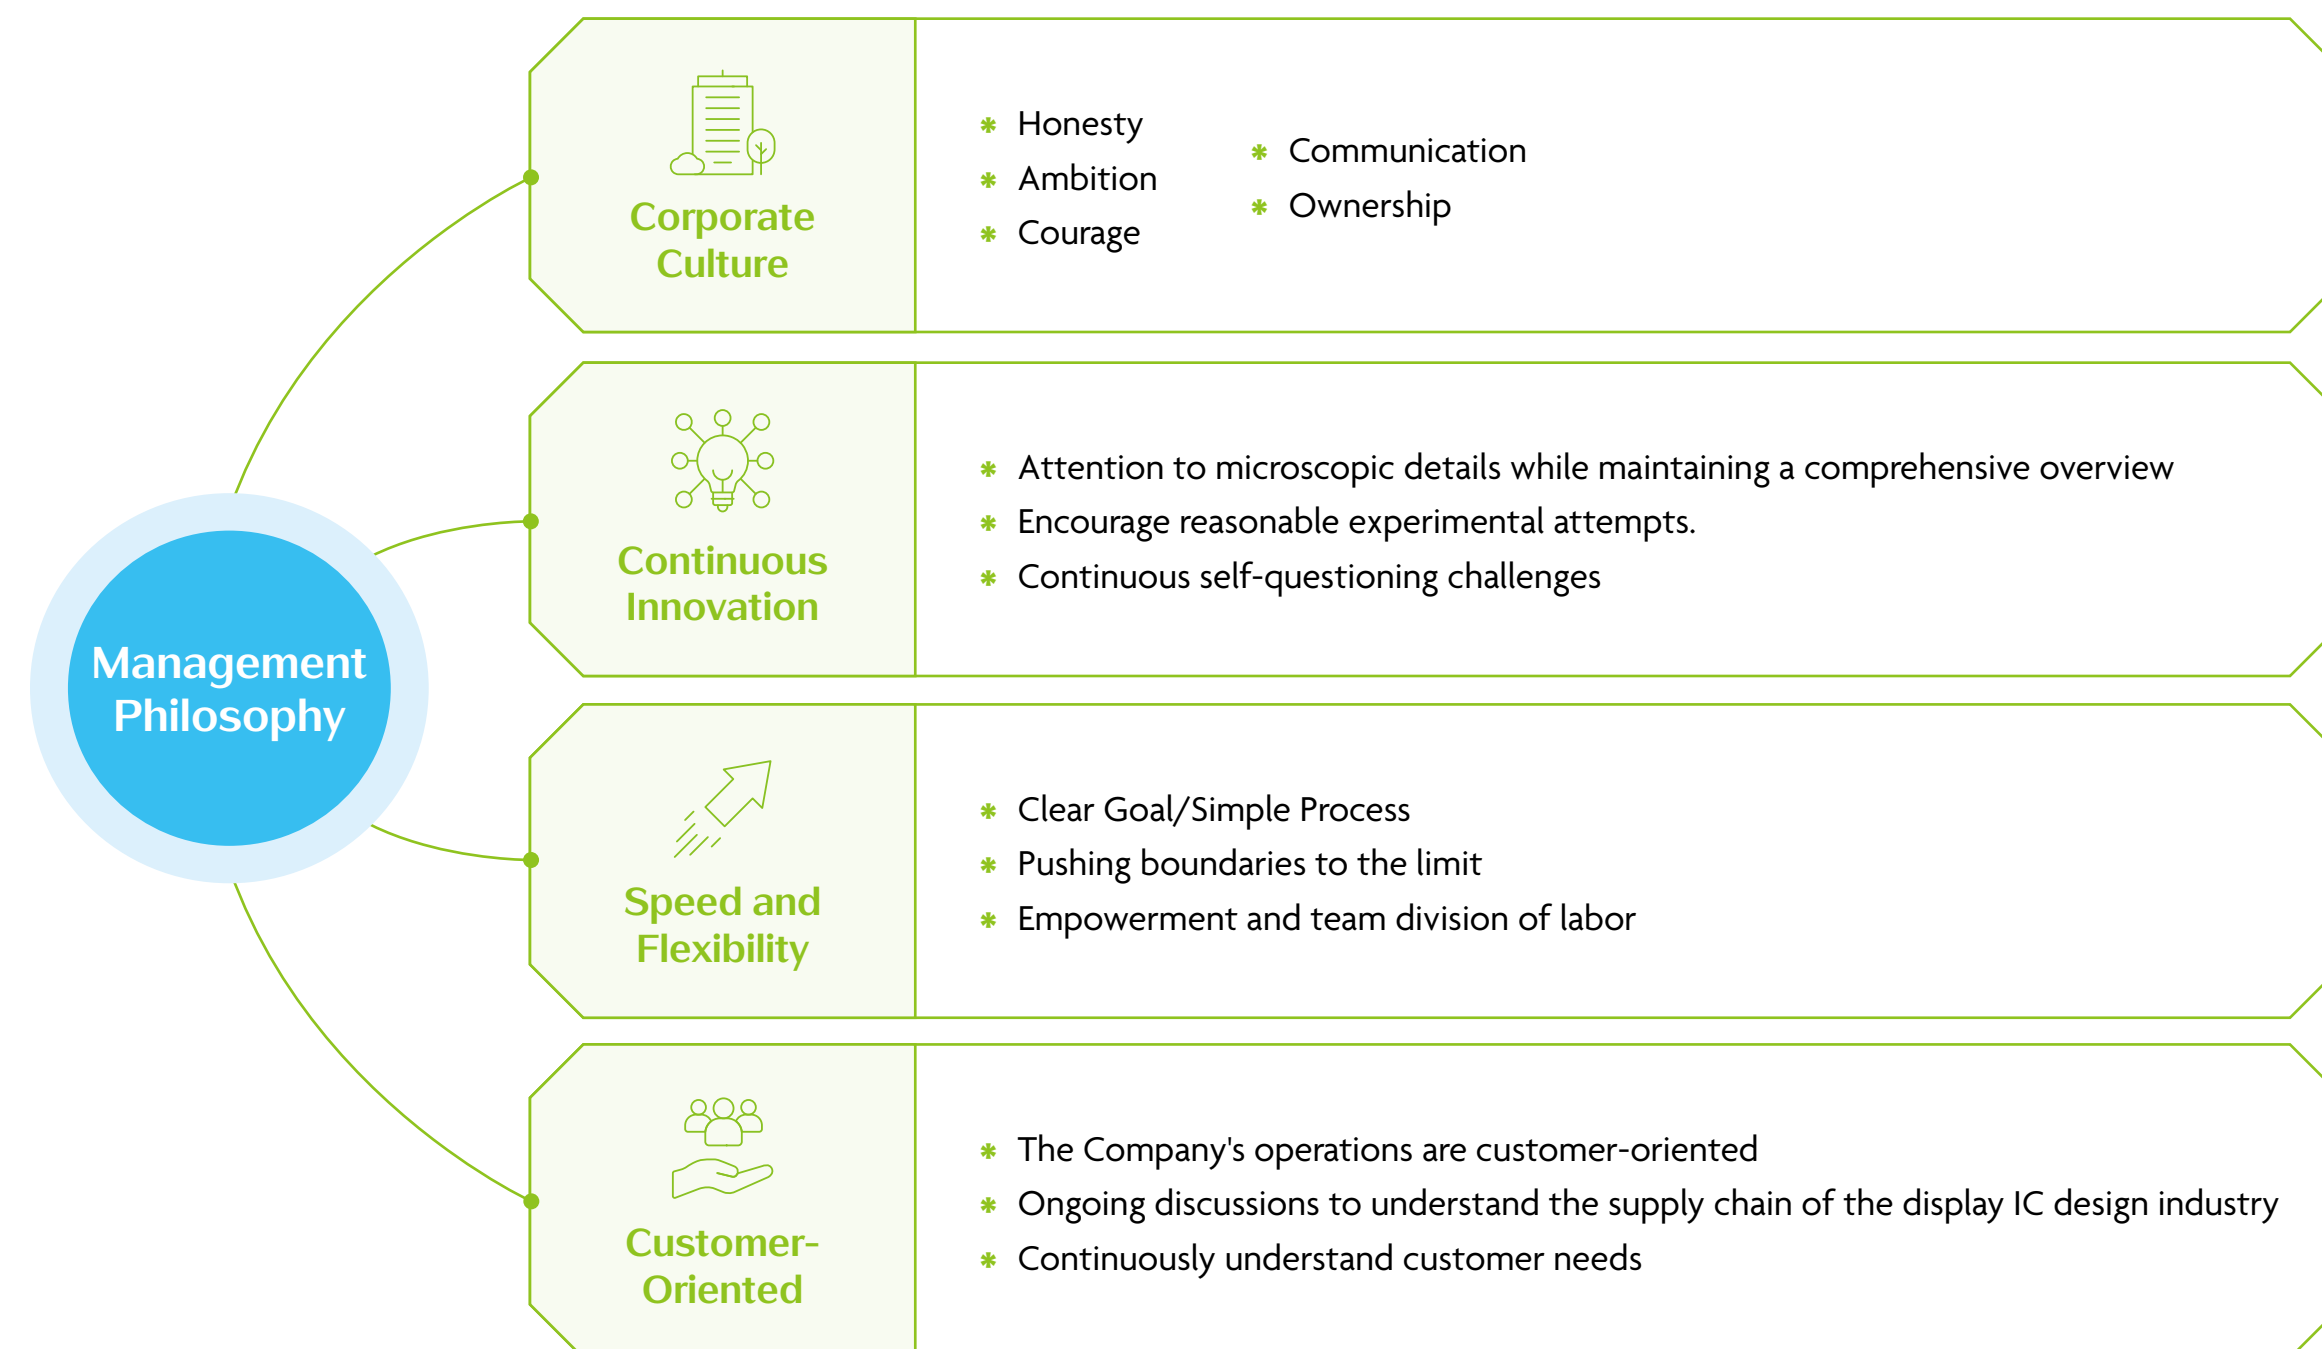 Management
Philosophy
Corporate
Culture
* Honesty
* Ambition
* Courage
* Communication
* Ownership
Continuous
Innovation
* Attention to microscopic details while maintaining a comprehensive overview
* Encourage reasonable experimental attempts.
* Continuous self-questioning challenges
Speed and
Flexibility
* Clear Goal/Simple Process
* Pushing boundaries to the limit
* Empowerment and team division of labor
Customer-
Oriented
* The Company's operations are customer-oriented
* Ongoing discussions to understand the supply chain of the display IC design industry
* Continuously understand customer needs